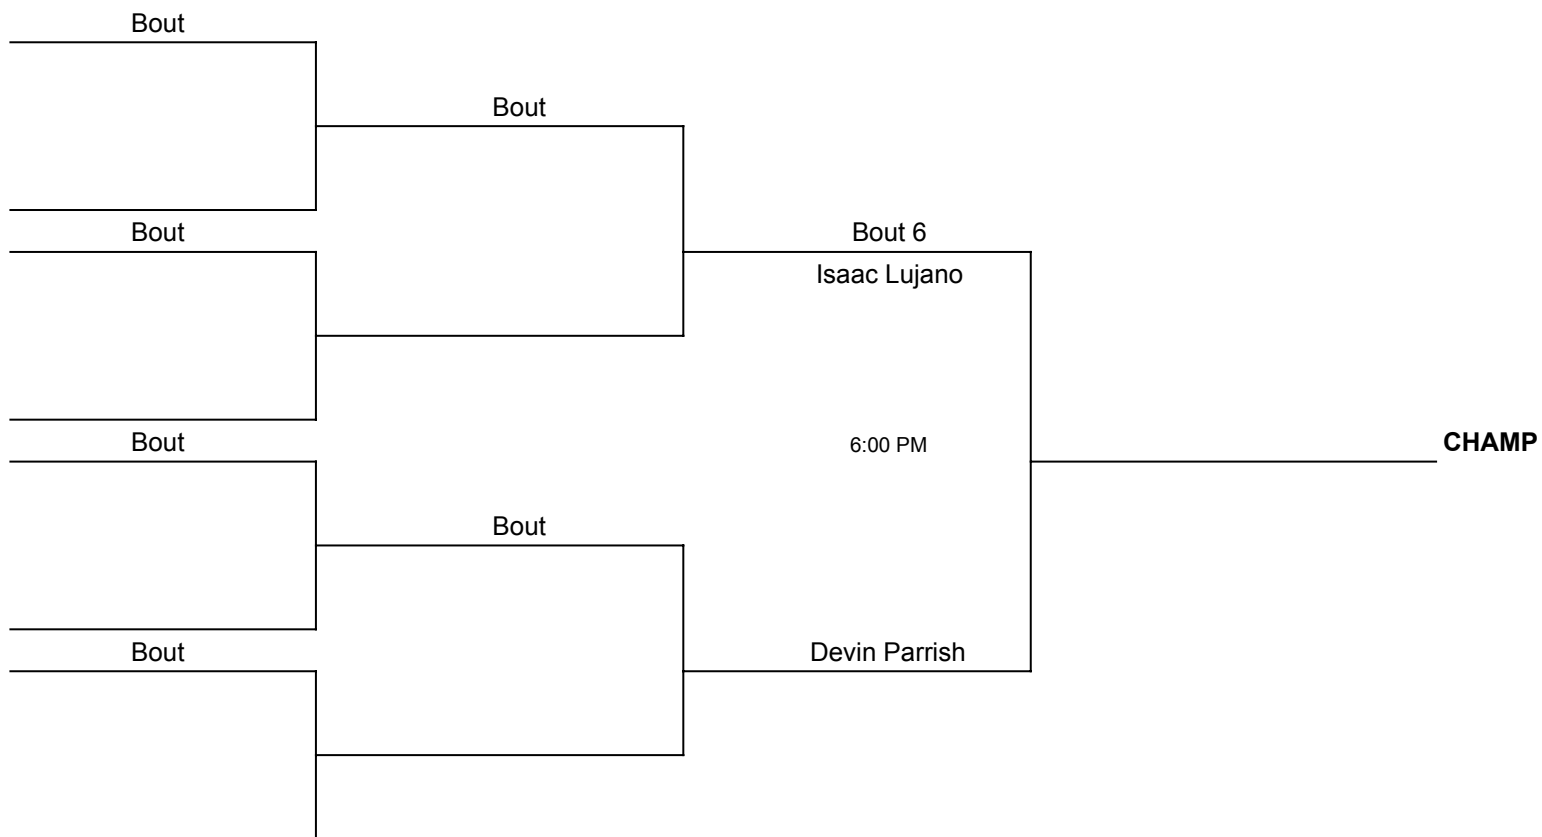 Bout
Bout
Bout
Bout 6
Isaac Lujano
Bout
6:00 PM
CHAMP
Bout
Bout
Devin Parrish